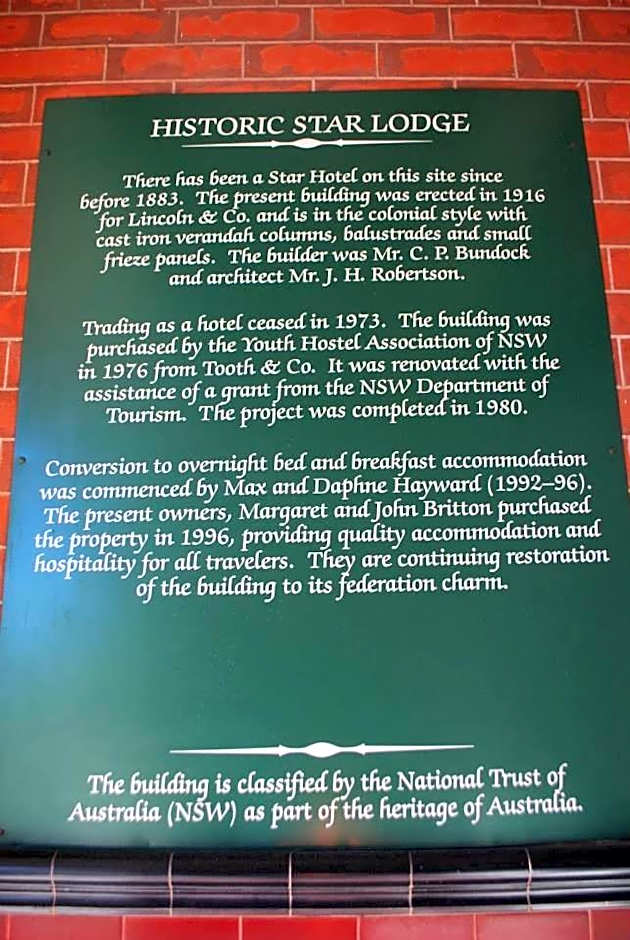 HISTORIC STAR LODGE
There has been a Star Hotel on this site since
before 1883. The present building was erected in 1916
for Lincoln & Co. and is in the colonial style with
cast iron verandah columns, balustrades and small
frieze panels. The builder was Mr. C. P. Bundock
and architect Mr. J. H. Robertson.
Trading as a hotel ceased in 1973. The building was
purchased by the Youth Hostel Association of NSW
in 1976 from Tooth & Co. It was renovated with the
assistance of a grant from the NSW Department of
Tourism. The project was completed in 1980.
Conversion to overnight bed and breakfast accommodation
was commenced by Max and Daphne Hayward (1992–96).
The present owners, Margaret and John Britton purchased
the property in 1996, providing quality accommodation and
hospitality for all travelers. They are continuing restoration
of the building to its federation charm.
The building is classified by the National Trust of
Australia (NSW) as part of the heritage of Australia.